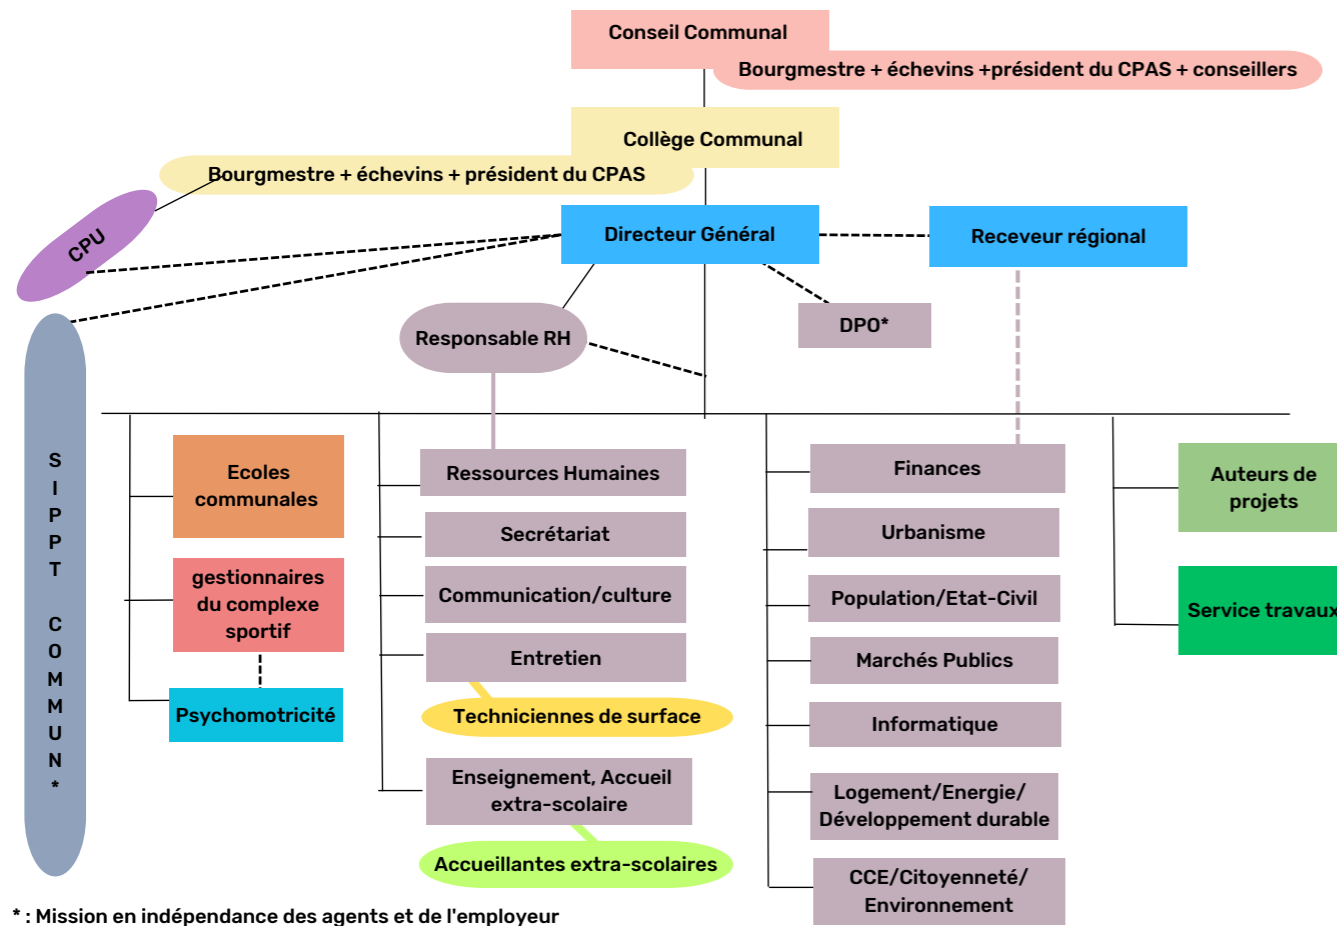 Conseil Communal
Bourgmestre + échevins +président du CPAS + conseillers
Collège Communal
Bourgmestre + échevins + président du CPAS
CPU
Directeur Général
Receveur régional
Responsable RH
DPO*
S
I
P
P
T
C
O
M
M
U
N
*
Ecoles
communales
gestionnaires
du complexe
sportif
Psychomotricité
Ressources Humaines
Secrétariat
Communication/culture
Entretien
Techniciennes de surface
Enseignement, Accueil
extra-scolaire
Accueillantes extra-scolaires
Finances
Urbanisme
Population/Etat-Civil
Marchés Publics
Informatique
Logement/Energie/
Développement durable
CCE/Citoyenneté/
Environnement
Auteurs de
projets
Service travaux
* : Mission en indépendance des agents et de l'employeur